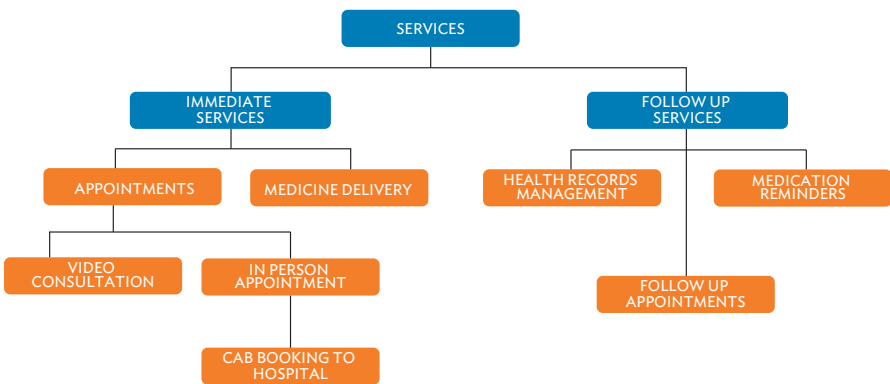 SERVICES
IMMEDIATE
SERVICES
FOLLOW UP
SERVICES
APPOINTMENTS
MEDICINE DELIVERY
HEALTH RECORDS
MANAGEMENT
MEDICATION
REMINDERS
VIDEO
CONSULTATION
IN PERSON
APPOINTMENT
FOLLOW UP
APPOINTMENTS
CAB BOOKING TO
HOSPITAL